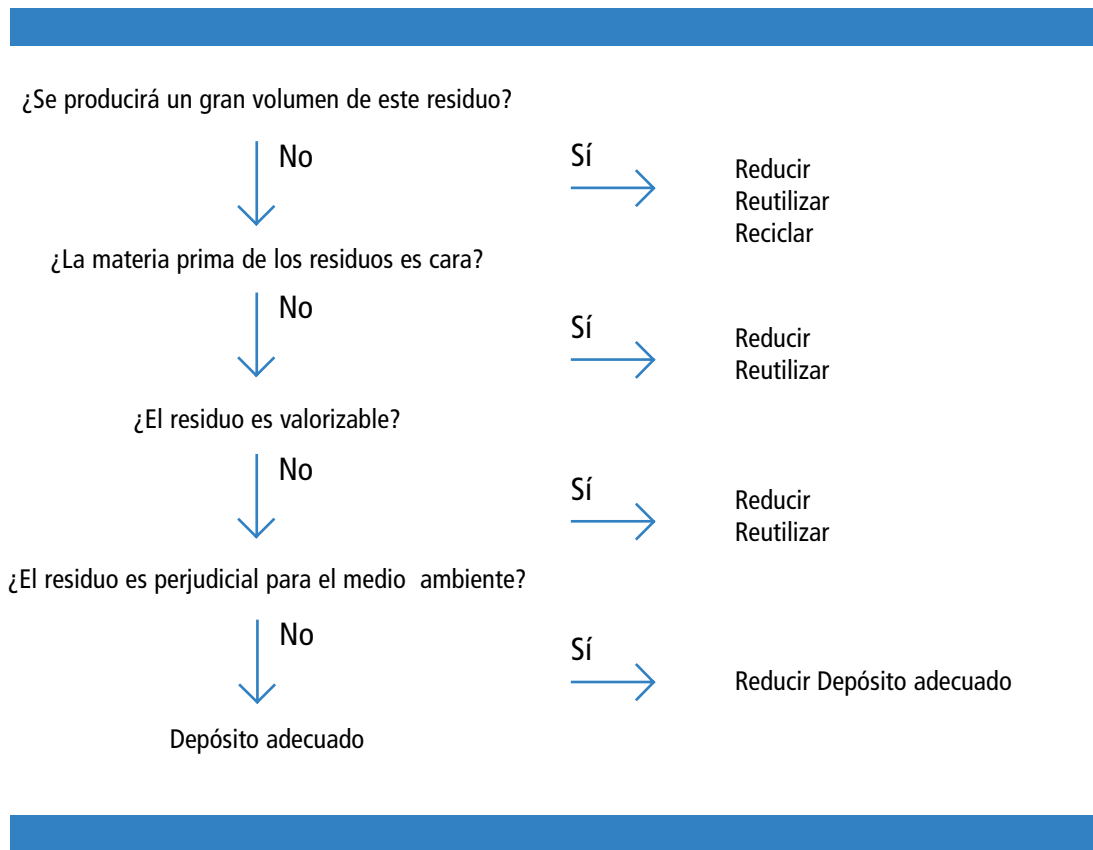 ¿Se producirá un gran volumen de este residuo?
No
Sí
Reducir
Reutilizar
Reciclar
¿La materia prima de los residuos es cara?
No
Sí
Reducir
Reutilizar
¿El residuo es valorizable?
No
Sí
Reducir
Reutilizar
¿El residuo es perjudicial para el medio  ambiente?
No
Sí
Reducir Depósito adecuado
Depósito adecuado